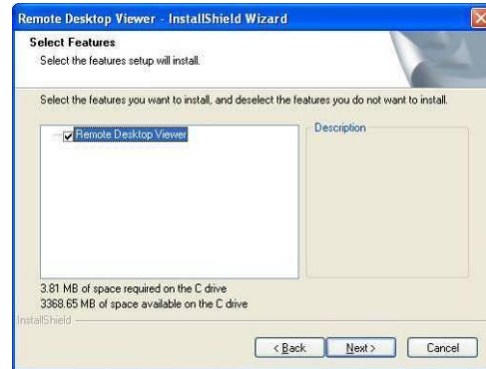 Remote Desktop Viewer - InstallShield Wizard
Select Features
Select the features setup will install.
Select the features you want to install, and deselect the features you do not want to install.
Remote Desktop Viewer
Description
3.81 MB of space required on the C drive
3368.65 MB of space available on the C drive
InstallShield
< Back
Next >
Cancel